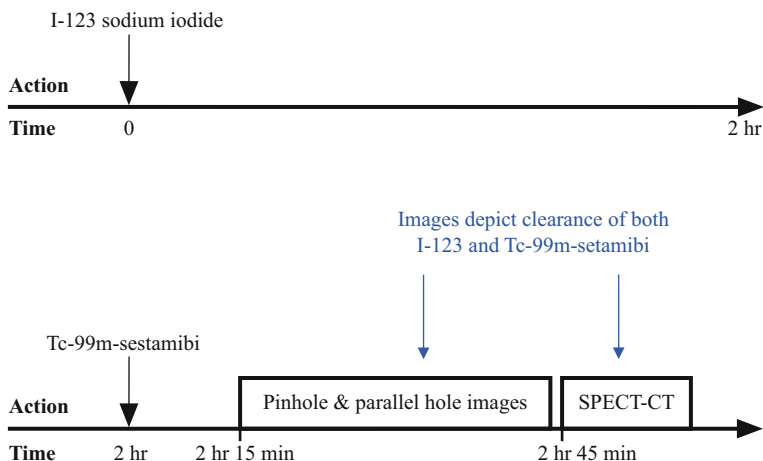 I-123 sodium iodide
Action
Time 0 2 hr
Images depict clearance of both
I-123 and Tc-99m-setamibi
Tc-99m-sestamibi
Action Pinhole & parallel hole images SPECT-CT
Time 2 hr 2 hr 15 min 2 hr 45 min